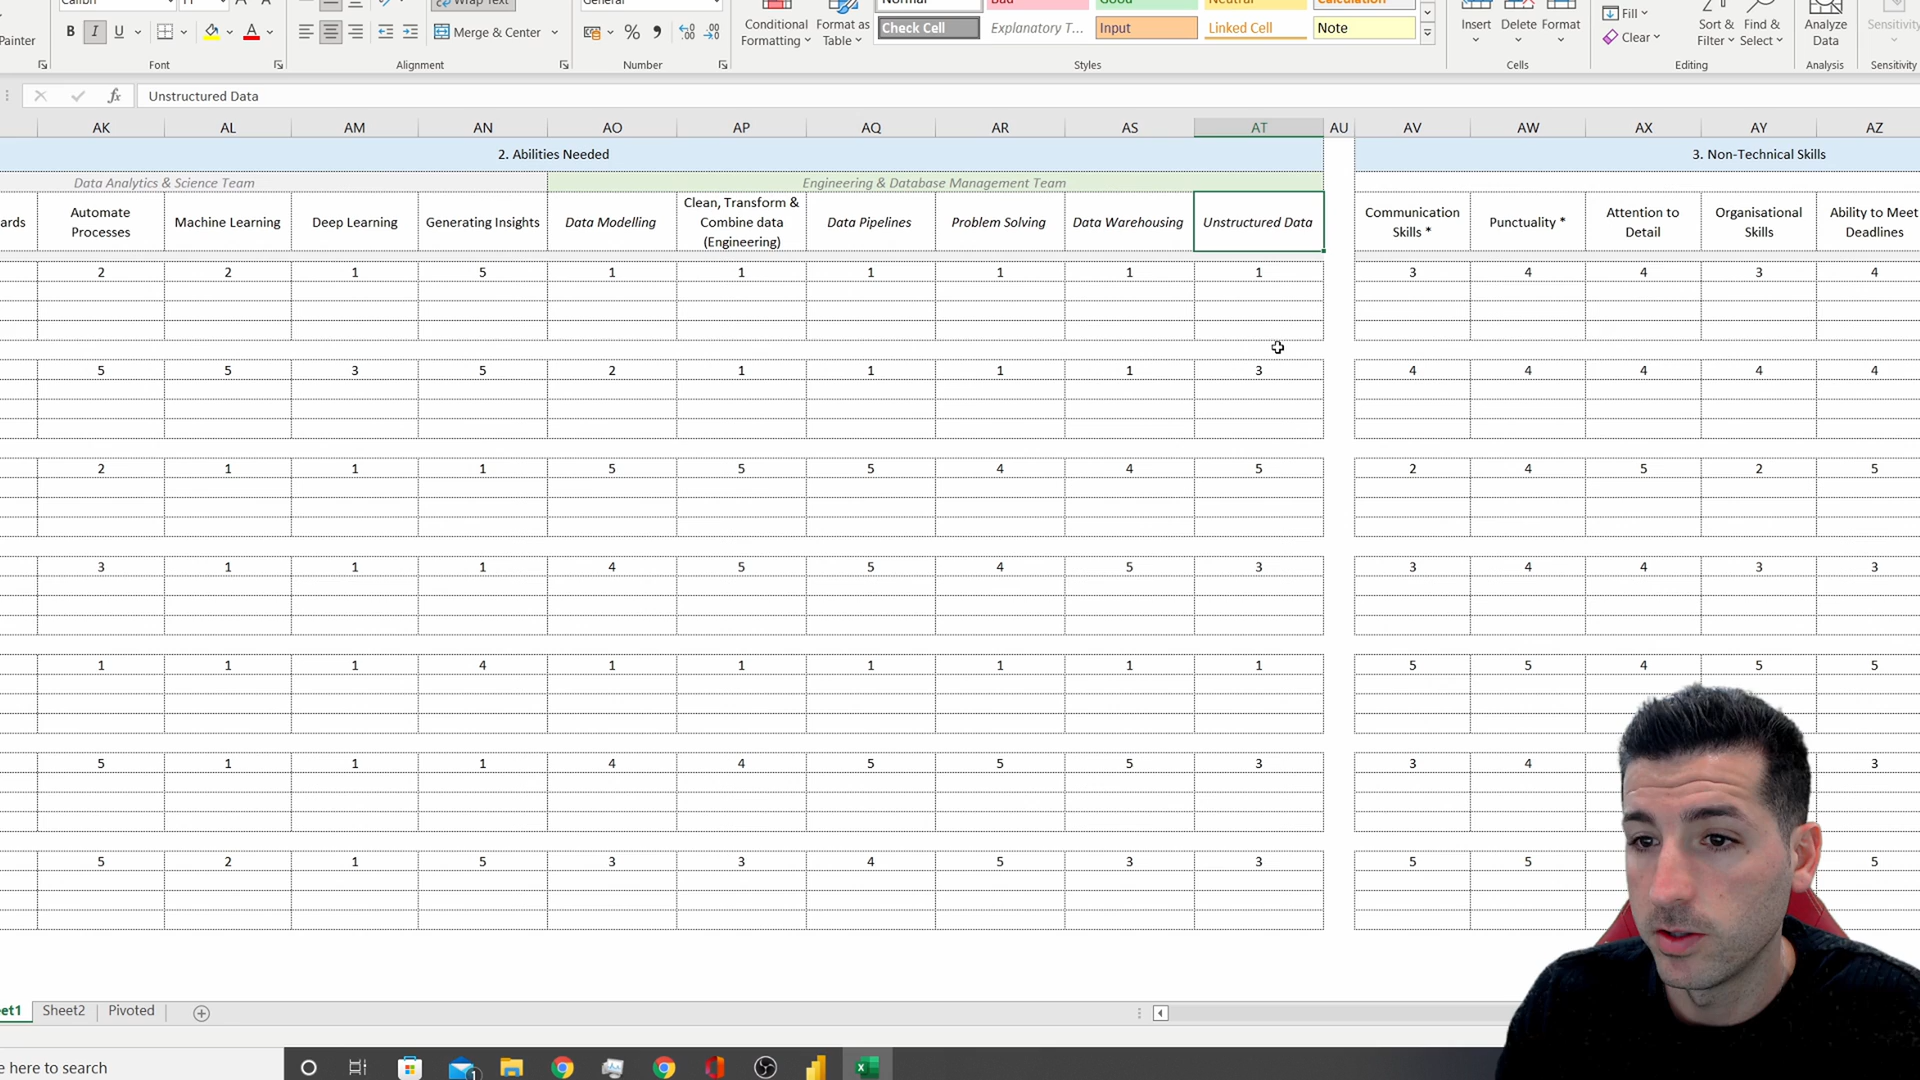 Painter
B I U A
Wrap Text
Merge & Center
General
% 9
Conditional
Formatting
Format as
Table
Check Cell Explanatory T... Input Linked Cell Note
Insert Delete Format
Fill
Clear
Sort &
Filter
Find &
Select
Analyze
Data
Sensitivity
Font Alignment Number Styles Cells Editing Analysis Sensitivity
fx Unstructured Data
AK AL AM AN AO AP AQ AR AS AT AU AV AW AX AY AZ
2. Abilities Needed 3. Non-Technical Skills
Data Analytics & Science Team Engineering & Database Management Team
ards
Automate
Processes
Machine Learning
Deep Learning
Generating Insights
Data Modelling
Clean, Transform &
Combine data
(Engineering)
Data Pipelines
Problem Solving
Data Warehousing
Unstructured Data
Communication
Skills *
Punctuality *
Attention to
Detail
Organisational
Skills
Ability to Meet
Deadlines
2 2 1 5 1 1 1 1 1 1 3 4 4 3 4
5 5 3 5 2 1 1 1 1 3 4 4 4 4 4
2 1 1 1 5 5 5 4 4 5 2 4 5 2 5
3 1 1 1 4 5 5 4 5 3 3 4 4 3 3
1 1 1 4 1 1 1 1 1 1 5 5 4 5 5
5 1 1 1 4 4 5 5 5 3 3 4 3
5 2 1 5 3 3 4 5 3 3 5 5 5
et1 Sheet2 Pivoted
here to search
1